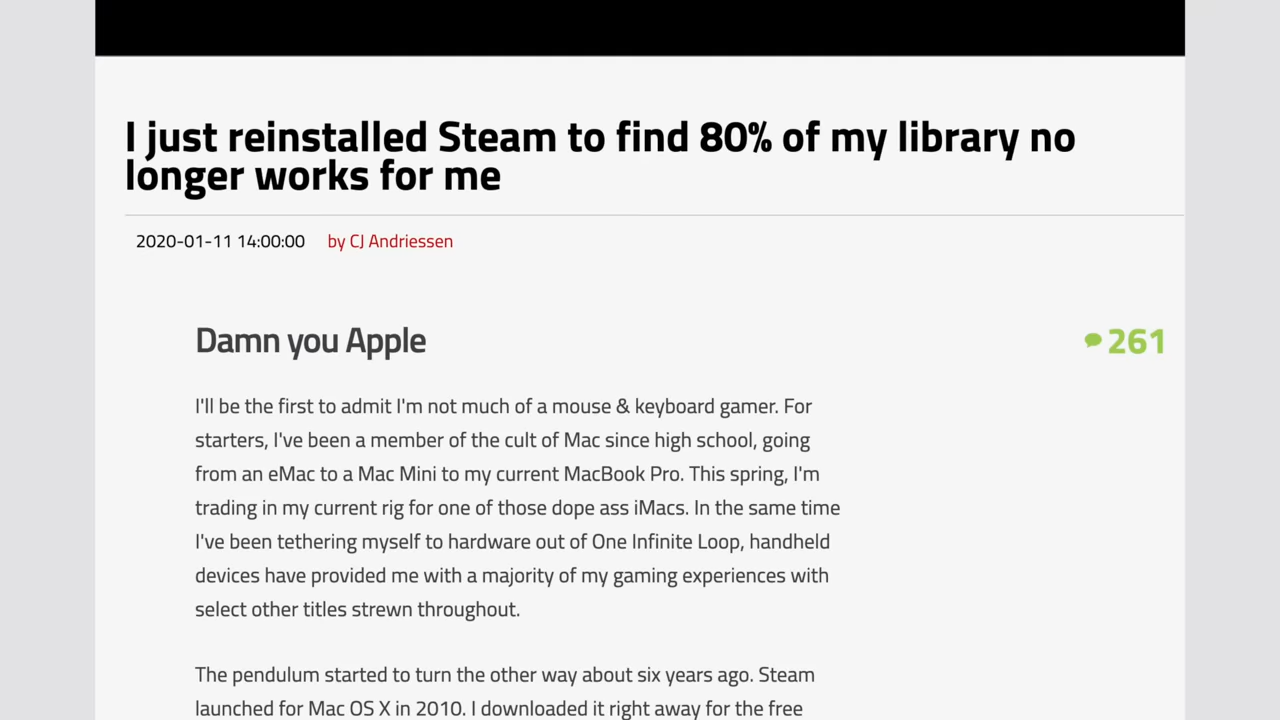 I just reinstalled Steam to find 80% of my library no
longer works for me
2020-01-11 14:00:00 by CJ Andriessen
Damn you Apple
261
I'll be the first to admit I'm not much of a mouse & keyboard gamer. For
starters, I've been a member of the cult of Mac since high school, going
from an eMac to a Mac Mini to my current MacBook Pro. This spring, I'm
trading in my current rig for one of those dope ass iMacs. In the same time
I've been tethering myself to hardware out of One Infinite Loop, handheld
devices have provided me with a majority of my gaming experiences with
select other titles strewn throughout.
The pendulum started to turn the other way about six years ago. Steam
launched for Mac OS X in 2010. I downloaded it right away for the free